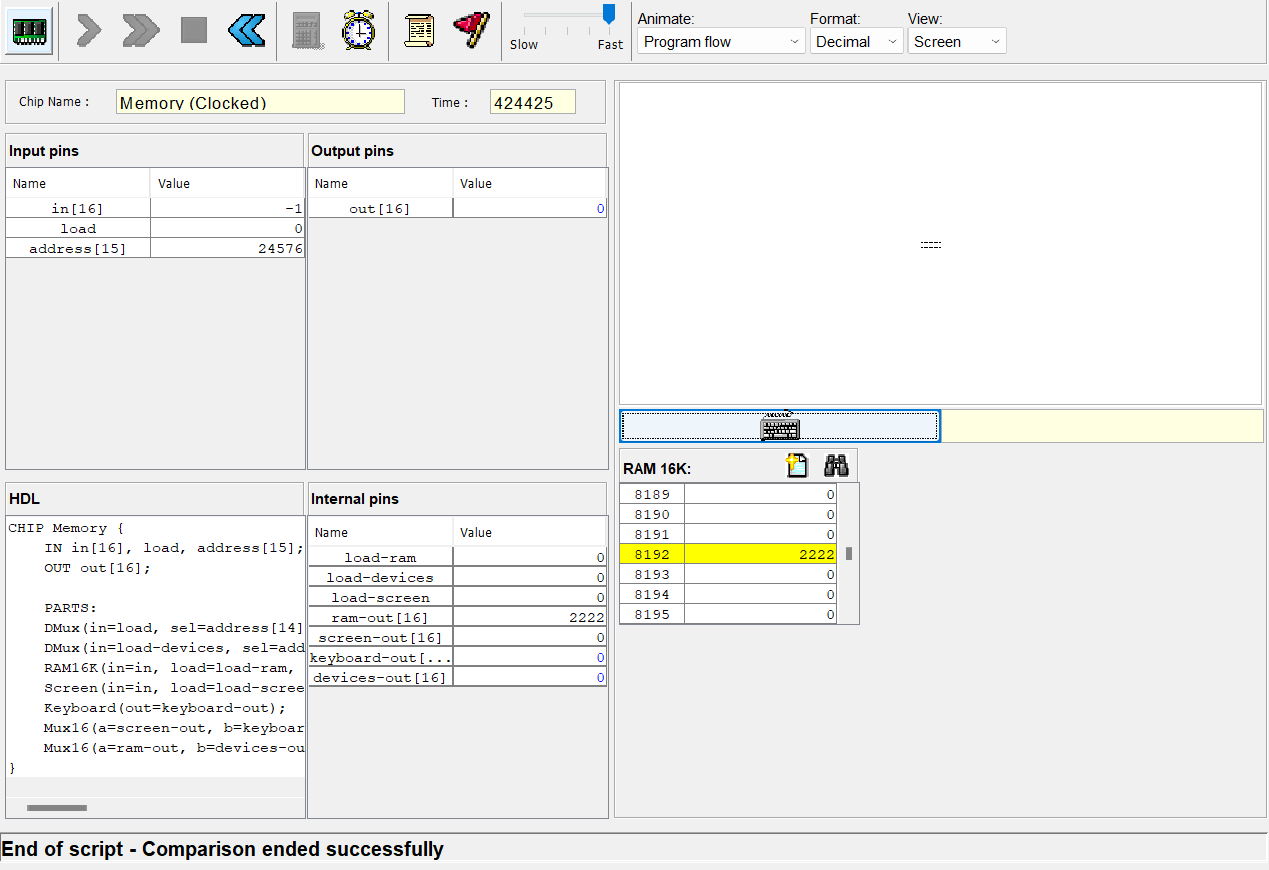 Animate: Format: View:
Slow Fast Program flow Decimal Screen
Chip Name : Memory (Clocked) Time : 424425
Input pins
Name Value
in[16] -1
load 0
address[15] 24576
Output pins
Name Value
out[16] 0
HDL
CHIP Memory {
IN in[16], load, address[15];
OUT out[16];
PARTS:
DMux(in=load, sel=address[14]
DMux(in=load-devices, sel=add
RAM16K(in=in, load=load-ram,
Screen(in=in, load=load-scree
Keyboard(out=keyboard-out);
Mux16(a=screen-out, b=keyboar
Mux16(a=ram-out, b=devices-ou
}
Internal pins
Name Value
load-ram 0
load-devices 0
load-screen 0
ram-out[16] 2222
screen-out[16] 0
keyboard-out[... 0
devices-out[16] 0
RAM 16K:
8189 0
8190 0
8191 0
8192 2222
8193 0
8194 0
8195 0
End of script - Comparison ended successfully